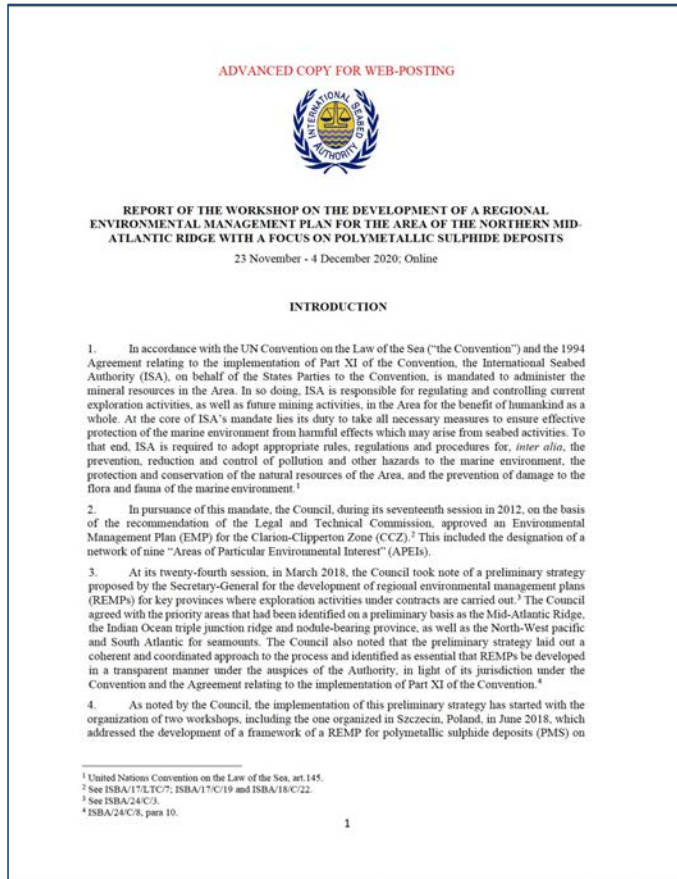 ADVANCED COPY FOR WEB-POSTING
INTERNATIONAL SEABED AUTHORITY
REPORT OF THE WORKSHOP ON THE DEVELOPMENT OF A REGIONAL
ENVIRONMENTAL MANAGEMENT PLAN FOR THE AREA OF THE NORTHERN MID-
ATLANTIC RIDGE WITH A FOCUS ON POLYMETALLIC SULPHIDE DEPOSITS
23 November - 4 December 2020; Online
INTRODUCTION
1. In accordance with the UN Convention on the Law of the Sea (“the Convention”) and the 1994
Agreement relating to the implementation of Part XI of the Convention, the International Seabed
Authority (ISA), on behalf of the States Parties to the Convention, is mandated to administer the
mineral resources in the Area. In so doing, ISA is responsible for regulating and controlling current
exploration activities, as well as future mining activities, in the Area for the benefit of humankind as a
whole. At the core of ISA’s mandate lies its duty to take all necessary measures to ensure effective
protection of the marine environment from harmful effects which may arise from seabed activities. To
that end, ISA is required to adopt appropriate rules, regulations and procedures for, inter alia, the
prevention, reduction and control of pollution and other hazards to the marine environment, the
protection and conservation of the natural resources of the Area, and the prevention of damage to the
flora and fauna of the marine environment.1
2. In pursuance of this mandate, the Council, during its seventeenth session in 2012, on the basis
of the recommendation of the Legal and Technical Commission, approved an Environmental
Management Plan (EMP) for the Clarion-Clipperton Zone (CCZ).2 This included the designation of a
network of nine “Areas of Particular Environmental Interest” (APEIs).
3. At its twenty-fourth session, in March 2018, the Council took note of a preliminary strategy
proposed by the Secretary-General for the development of regional environmental management plans
(REMPs) for key provinces where exploration activities under contracts are carried out.3 The Council
agreed with the priority areas that had been identified on a preliminary basis as the Mid-Atlantic Ridge,
the Indian Ocean triple junction ridge and nodule-bearing province, as well as the North-West pacific
and South Atlantic for seamounts. The Council also noted that the preliminary strategy laid out a
coherent and coordinated approach to the process and identified as essential that REMPs be developed
in a transparent manner under the auspices of the Authority, in light of its jurisdiction under the
Convention and the Agreement relating to the implementation of Part XI of the Convention.4
4. As noted by the Council, the implementation of this preliminary strategy has started with the
organization of two workshops, including the one organized in Szczecin, Poland, in June 2018, which
addressed the development of a framework of a REMP for polymetallic sulphide deposits (PMS) on
1 United Nations Convention on the Law of the Sea, art.145.
2 See ISBA/17/LTC/7; ISBA/17/C/19 and ISBA/18/C/22.
3 See ISBA/24/C/3.
4 ISBA/24/C/8, para 10.
1